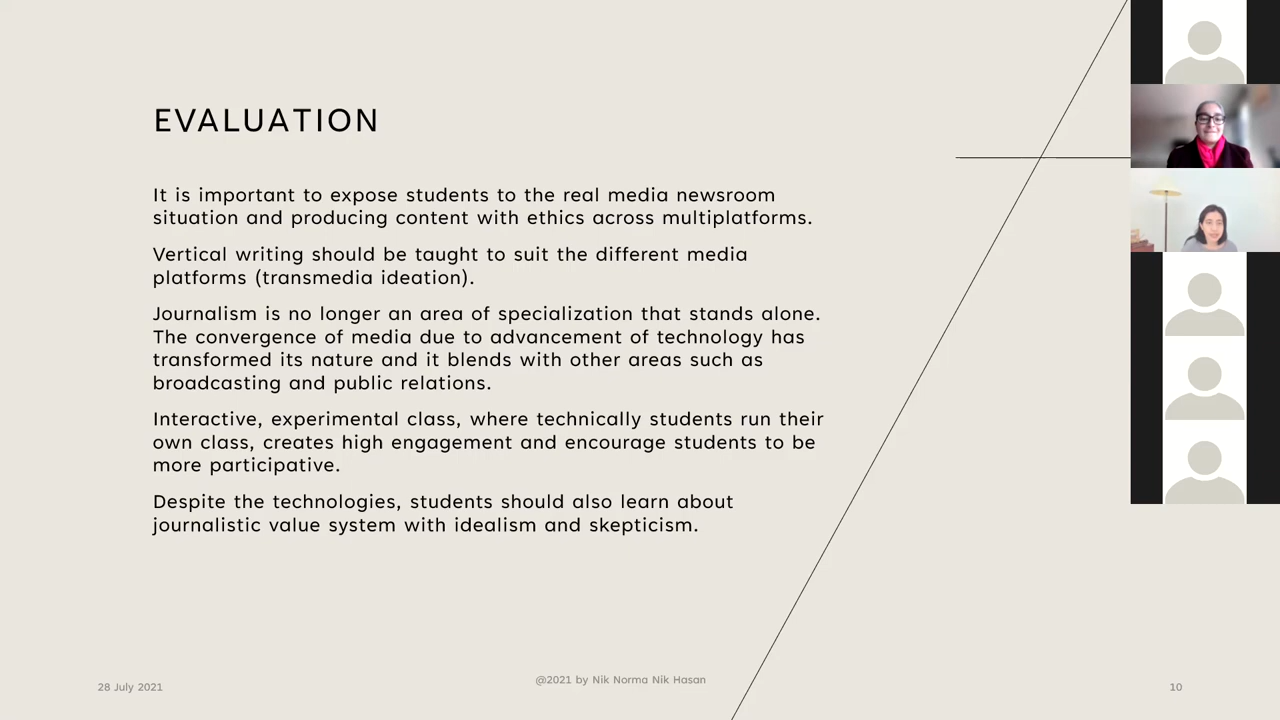 EVALUATION
It is important to expose students to the real media newsroom
situation and producing content with ethics across multiplatforms.
Vertical writing should be taught to suit the different media
platforms (transmedia ideation).
Journalism is no longer an area of specialization that stands alone.
The convergence of media due to advancement of technology has
transformed its nature and it blends with other areas such as
broadcasting and public relations.
Interactive, experimental class, where technically students run their
own class, creates high engagement and encourage students to be
more participative.
Despite the technologies, students should also learn about
journalistic value system with idealism and skepticism.
28 July 2021
@2021 by Nik Norma Nik Hasan
10